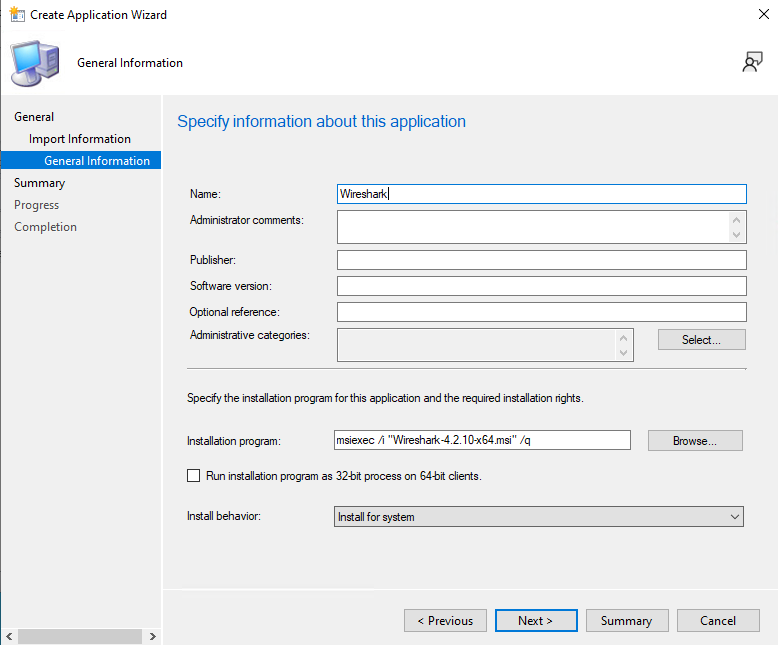 Create Application Wizard
General Information
General
Import Information
General Information
Summary
Progress
Completion
Specify information about this application
Name: Wireshark
Administrator comments:
Publisher:
Software version:
Optional reference:
Administrative categories: Select...
Specify the installation program for this application and the required installation rights.
Installation program: msiexec /i "Wireshark-4.2.10-x64.msi" /q Browse...
Run installation program as 32-bit process on 64-bit clients.
Install behavior: Install for system
< Previous Next > Summary Cancel